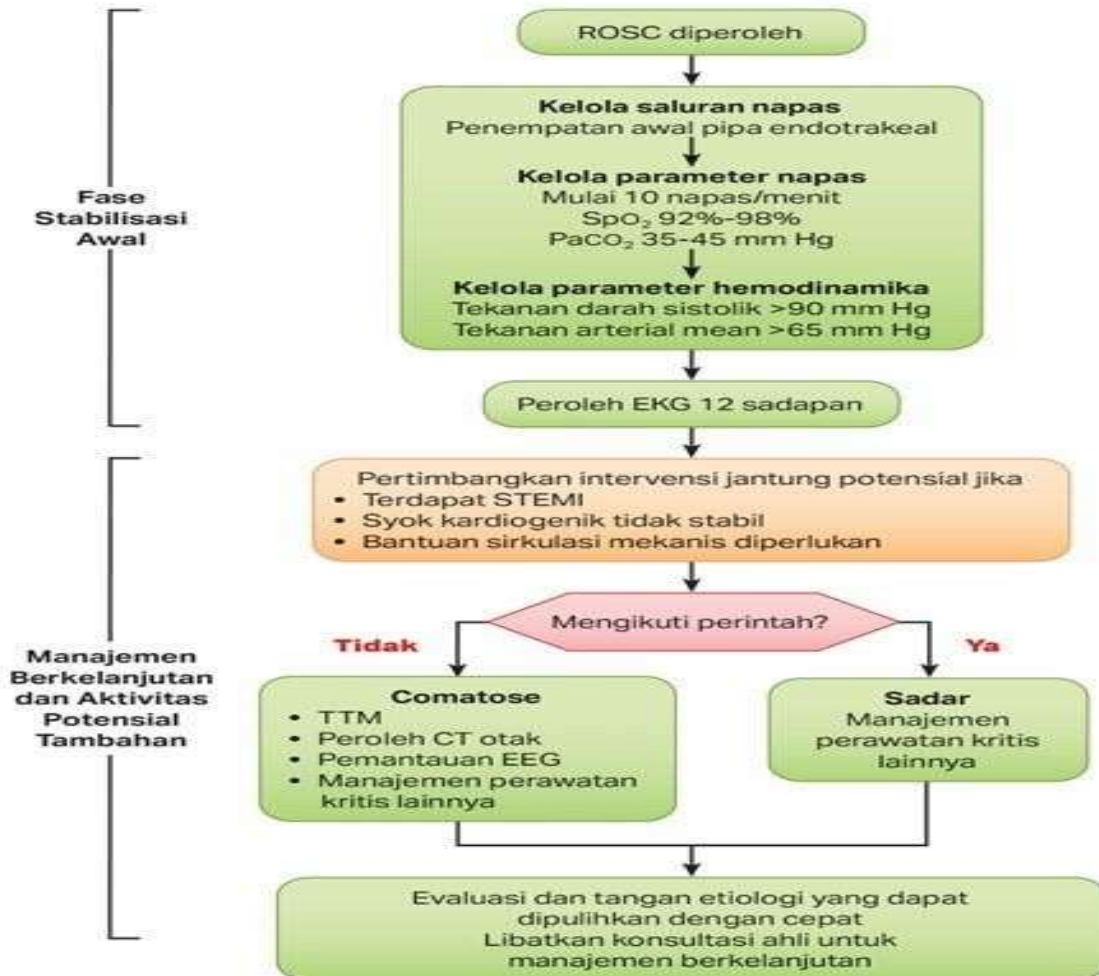 ROSC diperoleh
Kelola saluran napas
Penempatan awal pipa endotrakeal
Kelola parameter napas
Mulai 10 napas/menit
SpO₂ 92%-98%
PaCO₂ 35-45 mm Hg
Kelola parameter hemodinamika
Tekanan darah sistolik >90 mm Hg
Tekanan arterial mean >65 mm Hg
Fase
Stabilisasi
Awal
Peroleh EKG 12 sadapan
Pertimbangkan intervensi jantung potensial jika
• Terdapat STEMI
• Syok kardiogenik tidak stabil
• Bantuan sirkulasi mekanis diperlukan
Mengikuti perintah?
Tidak
Ya
Manajemen
Berkelanjutan
dan Aktivitas
Potensial
Tambahan
Comatose
• TTM
• Peroleh CT otak
• Pemantauan EEG
• Manajemen perawatan
kritis lainnya
Sadar
Manajemen
perawatan kritis
lainnya
Evaluasi dan tangan etiologi yang dapat
dipulihkan dengan cepat
Libatkan konsultasi ahli untuk
manajemen berkelanjutan